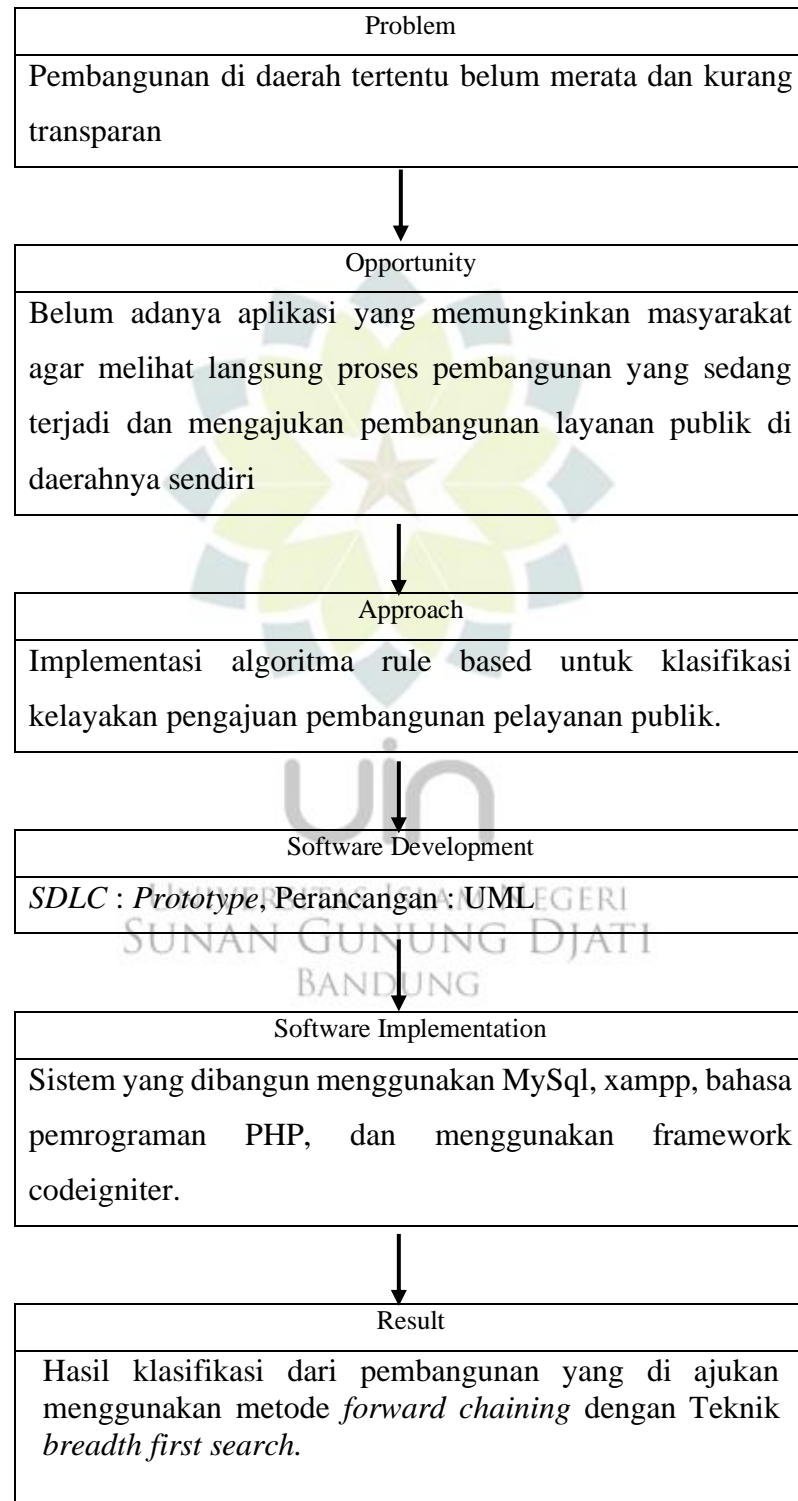 Problem
Pembangunan di daerah tertentu belum merata dan kurang
transparan
Opportunity
Belum adanya aplikasi yang memungkinkan masyarakat
agar melihat langsung proses pembangunan yang sedang
terjadi dan mengajukan pembangunan layanan publik di
daerahnya sendiri
Approach
Implementasi algoritma rule based untuk klasifikasi
kelayakan pengajuan pembangunan pelayanan publik.
uin
Software Development
SDLC : Prototype, Perancangan : UML
UNIVERSITAS ISLAM NEGERI
SUNAN GUNUNG DJATI
BANDUNG
Software Implementation
Sistem yang dibangun menggunakan MySql, xampp, bahasa
pemrograman PHP, dan menggunakan framework
codeigniter.
Result
Hasil klasifikasi dari pembangunan yang di ajukan
menggunakan metode forward chaining dengan Teknik
breadth first search.